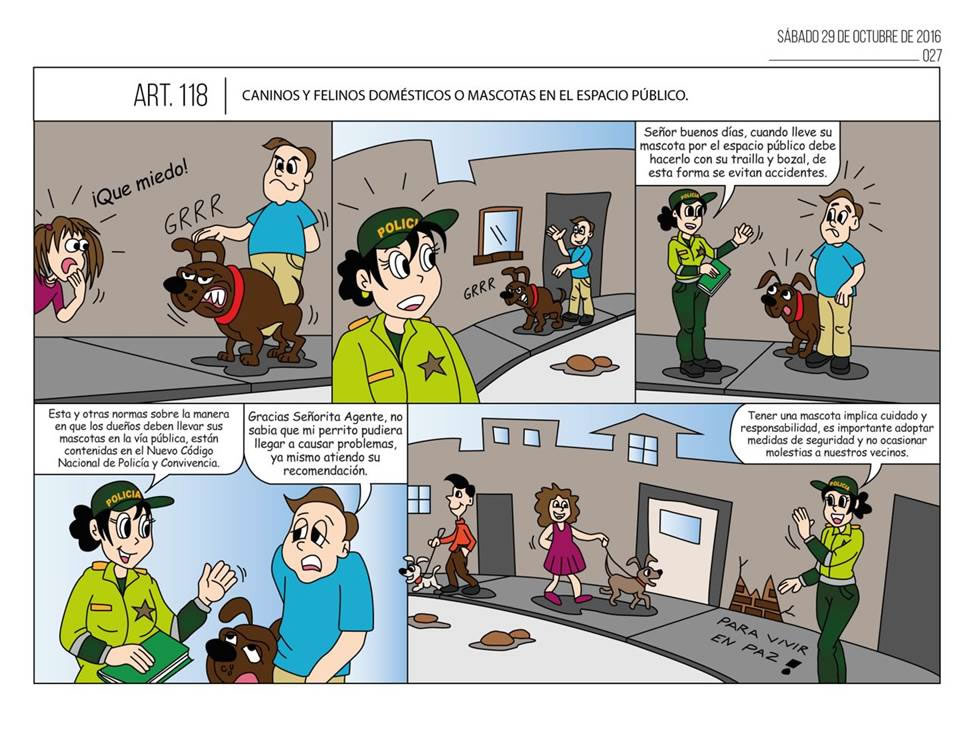 SÁBADO 29 DE OCTUBRE DE 2016
027
ART. 118
CANINOS Y FELINOS DOMÉSTICOS O MASCOTAS EN EL ESPACIO PÚBLICO.
¡Que miedo!
GRRR
POLICIA
GRRR
Señor buenos días, cuando lleve su
mascota por el espacio público debe
hacerlo con su trailla y bozal, de
esta forma se evitan accidentes.
POLICIA
Esta y otras normas sobre la manera
en que los dueños deben llevar sus
mascotas en la vía pública, están
contenidas en el Nuevo Código
Nacional de Policía y Convivencia.
Gracias Señorita Agente, no
sabia que mi perrito pudiera
llegar a causar problemas,
ya mismo atiendo su
recomendación.
POLICIA
Tener una mascota implica cuidado y
responsabilidad, es importante adoptar
medidas de seguridad y no ocasionar
molestias a nuestros vecinos.
POLICIA
PARA VIVIR
EN PAZ!